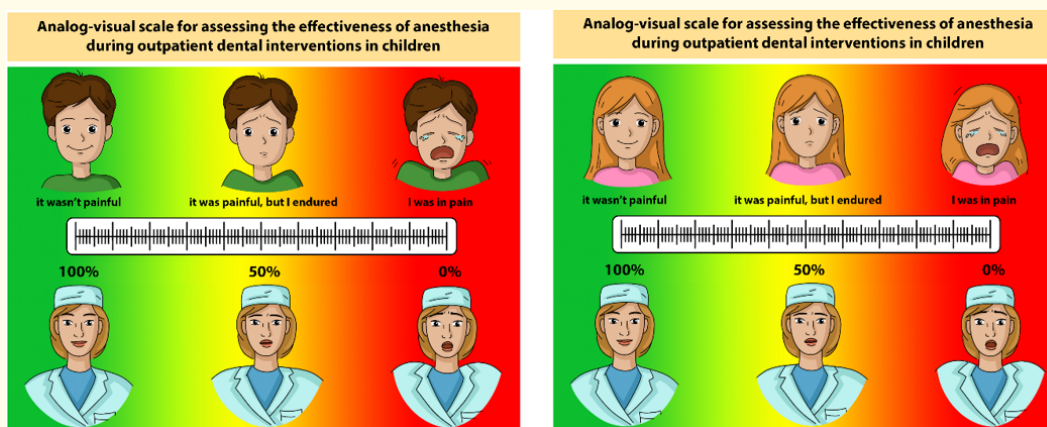 Analog-visual scale for assessing the effectiveness of anesthesia
during outpatient dental interventions in children
it wasn't painful
it was painful, but I endured
I was in pain
100%
50%
0%
Analog-visual scale for assessing the effectiveness of anesthesia
during outpatient dental interventions in children
it wasn't painful
it was painful, but I endured
I was in pain
100%
50%
0%